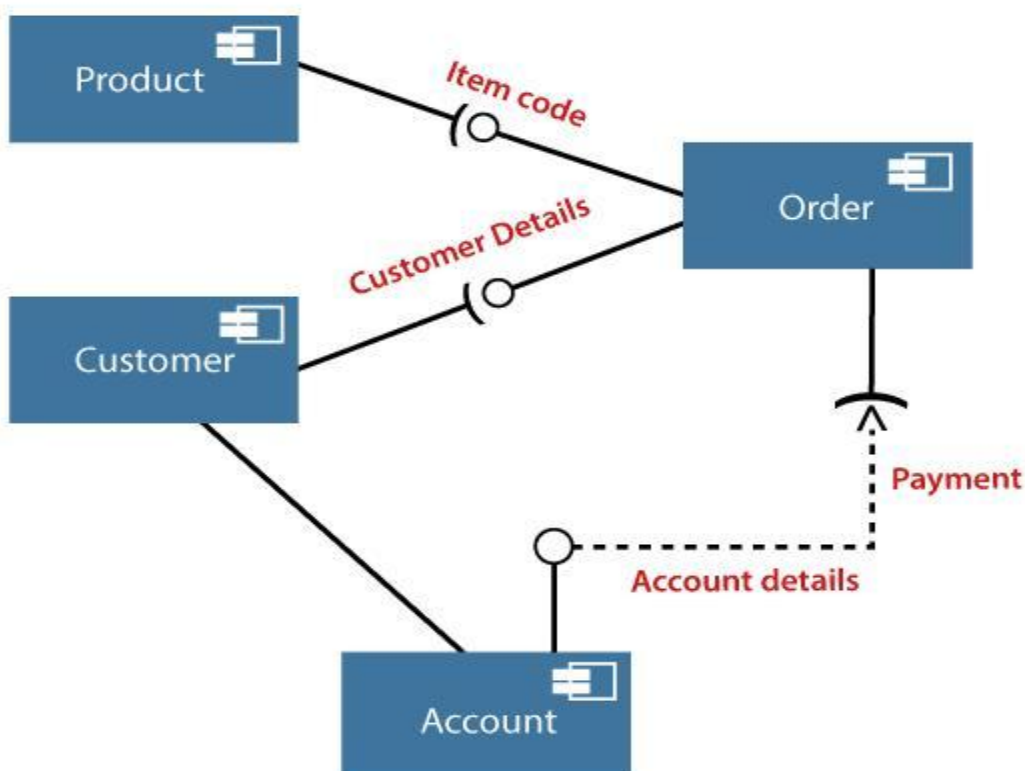 Product
Item code
Order
Customer Details
Customer
Payment
Account details
Account